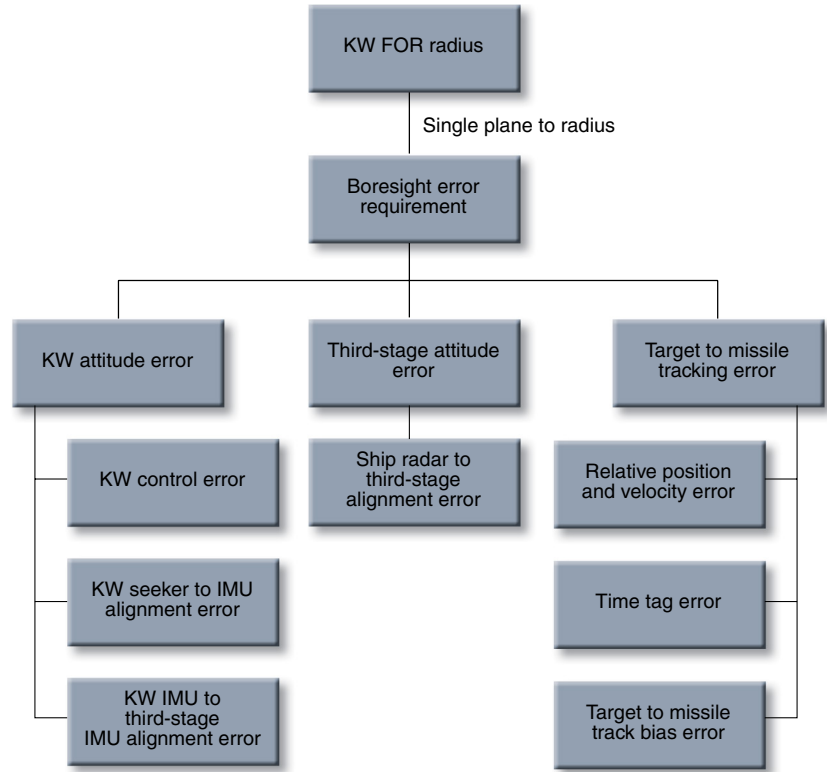 KW FOR radius
Single plane to radius
Boresight error
requirement
KW attitude error
Third-stage attitude
error
Target to missile
tracking error
KW control error
Ship radar to
third-stage
alignment error
Relative position
and velocity error
KW seeker to IMU
alignment error
Time tag error
KW IMU to
third-stage
IMU alignment error
Target to missile
track bias error